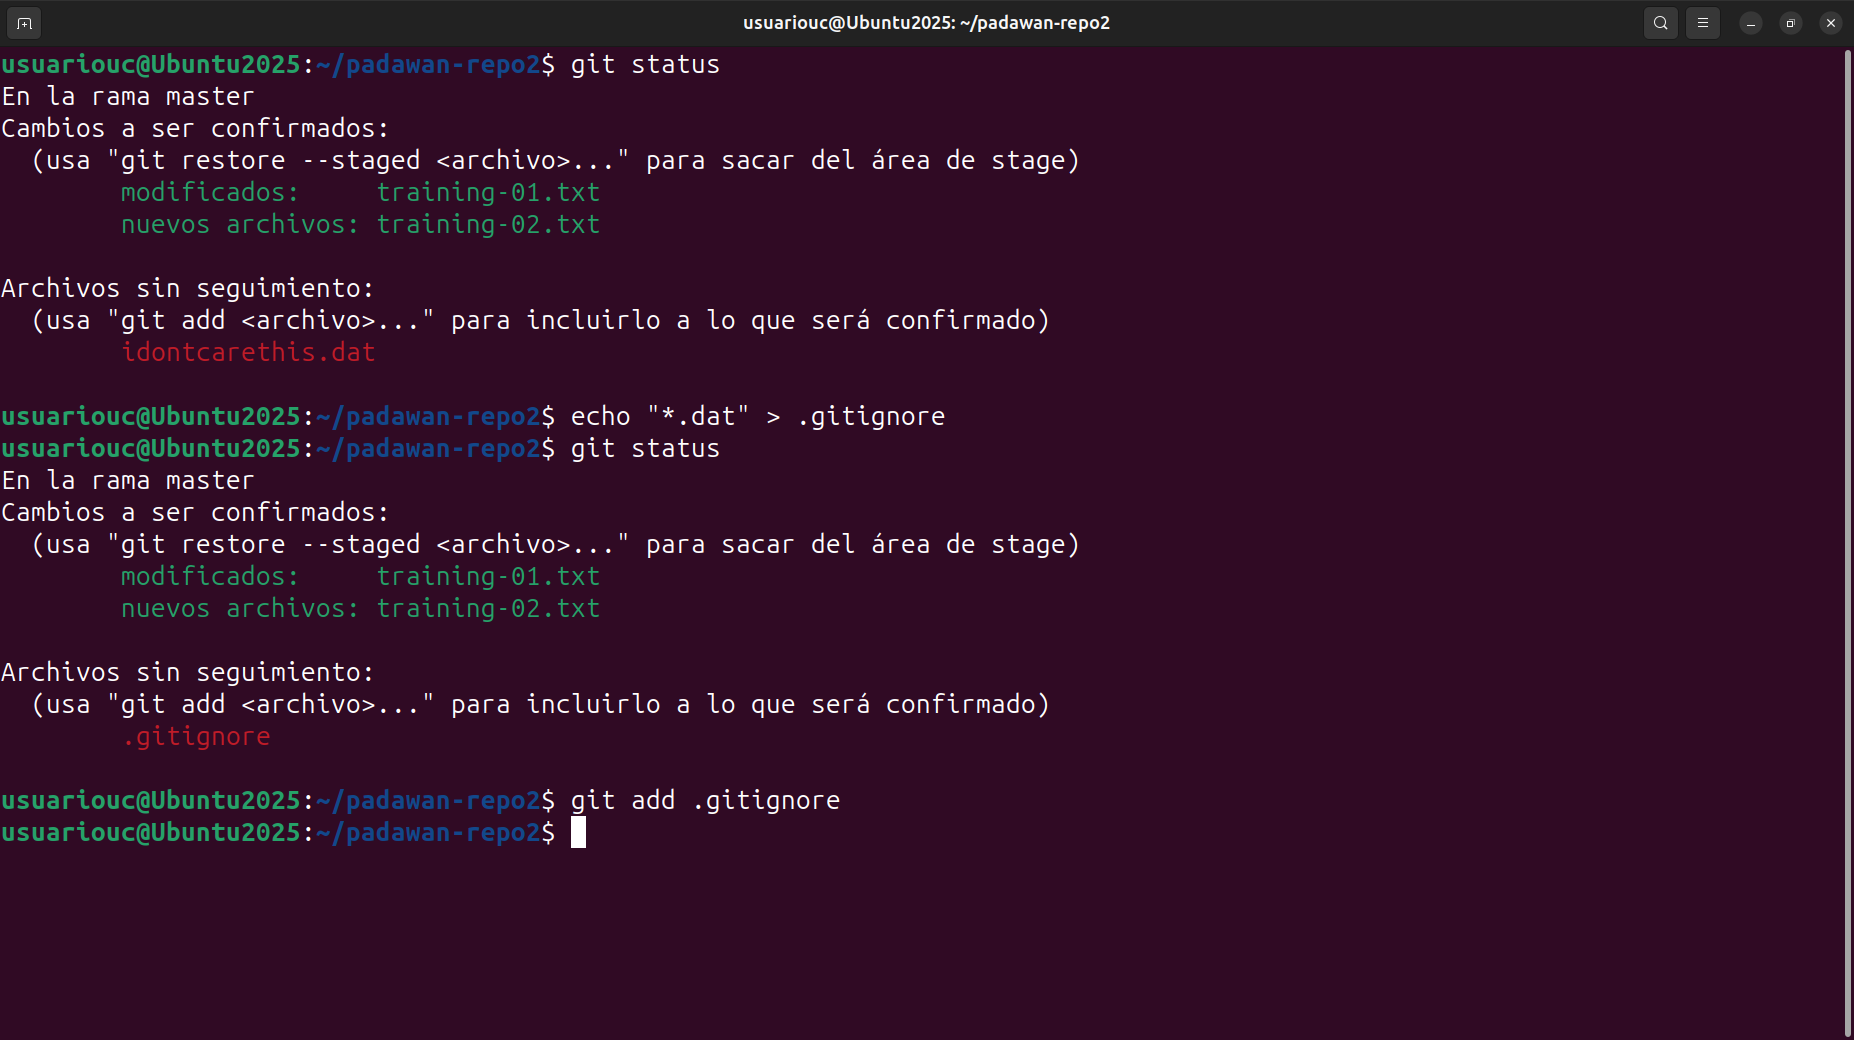 usuariouc@Ubuntu2025: ~/padawan-repo2
usuariouc@Ubuntu2025:~/padawan-repo2$ git status
En la rama master
Cambios a ser confirmados:
  (usa "git restore --staged <archivo>..." para sacar del área de stage)
        modificados:     training-01.txt
        nuevos archivos: training-02.txt

Archivos sin seguimiento:
  (usa "git add <archivo>..." para incluirlo a lo que será confirmado)
        idontcarethis.dat

usuariouc@Ubuntu2025:~/padawan-repo2$ echo "*.dat" > .gitignore
usuariouc@Ubuntu2025:~/padawan-repo2$ git status
En la rama master
Cambios a ser confirmados:
  (usa "git restore --staged <archivo>..." para sacar del área de stage)
        modificados:     training-01.txt
        nuevos archivos: training-02.txt

Archivos sin seguimiento:
  (usa "git add <archivo>..." para incluirlo a lo que será confirmado)
        .gitignore

usuariouc@Ubuntu2025:~/padawan-repo2$ git add .gitignore
usuariouc@Ubuntu2025:~/padawan-repo2$